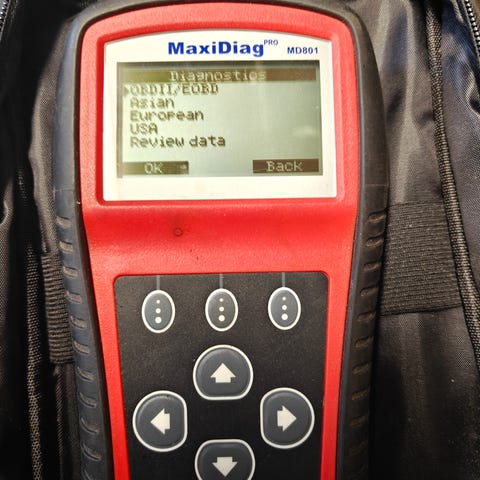 MaxiDiag PRO MD801
Diagnostics
OBDII/EOBD
Asian
European
USA
Review data
OK Back